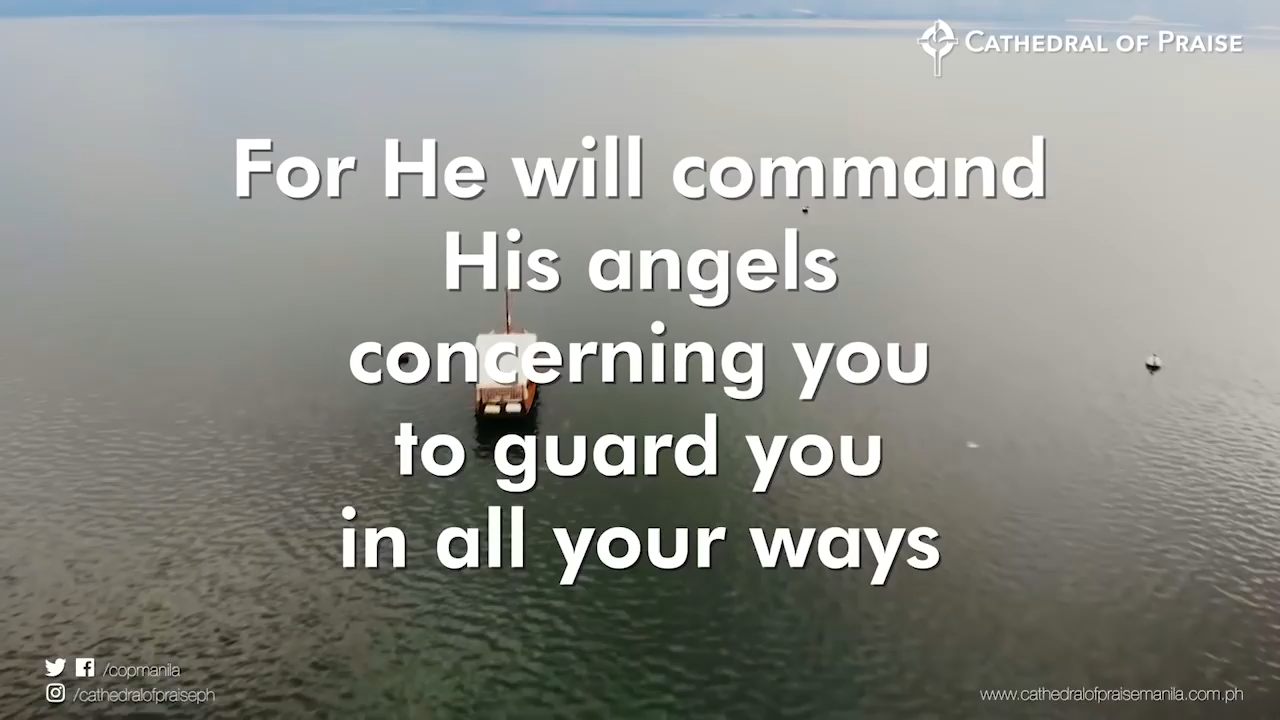 CATHEDRAL OF PRAISE
For He will command
His angels
concerning you
to guard you
in all your ways
/copmanila
/cathedralofpraiseph
www.cathedralofpraisemanila.com.ph